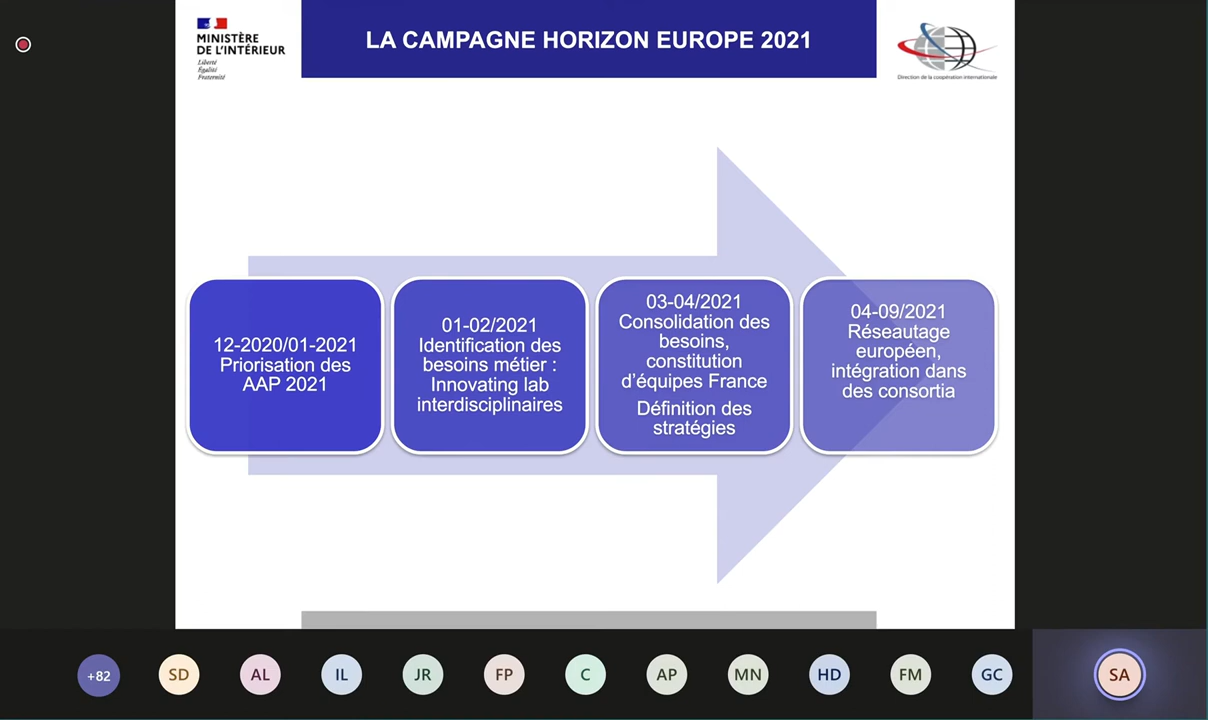 MINISTÈRE
DE L'INTÉRIEUR
Liberté
Égalité
Fraternité
LA CAMPAGNE HORIZON EUROPE 2021
Direction de la coopération internationale
12-2020/01-2021
Priorisation des
AAP 2021
01-02/2021
Identification des
besoins métier :
Innovating lab
interdisciplinaires
03-04/2021
Consolidation des
besoins,
constitution
d'équipes France
Définition des
stratégies
04-09/2021
Réseautage
européen,
intégration dans
des consortia
+82
SD
AL
IL
JR
FP
C
AP
MN
HD
FM
GC
SA